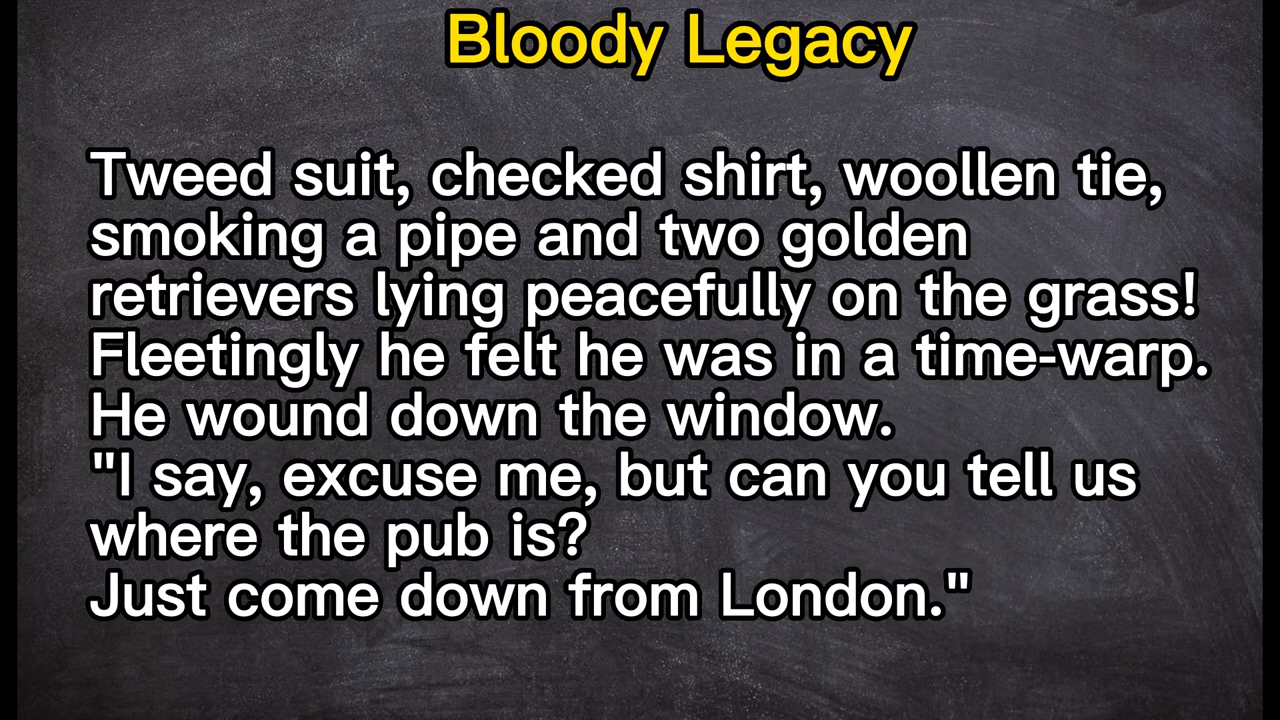 Bloody Legacy
Tweed suit, checked shirt, woollen tie,
smoking a pipe and two golden
retrievers lying peacefully on the grass!
Fleetingly he felt he was in a time-warp.
He wound down the window.
"I say, excuse me, but can you tell us
where the pub is?
Just come down from London."